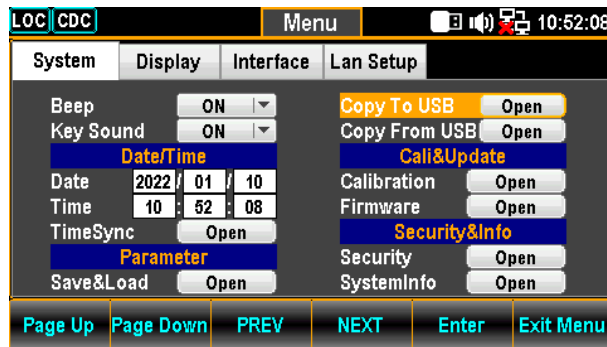 LOC CDC Menu 10:52:08
System Display Interface Lan Setup
Beep ON Copy To USB Open
Key Sound ON Copy From USB Open
Date/Time Cali&Update
Date 2022 / 01 / 10 Calibration Open
Time 10 : 52 : 08 Firmware Open
TimeSync Open Security&Info
Parameter Security Open
Save&Load Open SystemInfo Open
Page Up Page Down PREV NEXT Enter Exit Menu